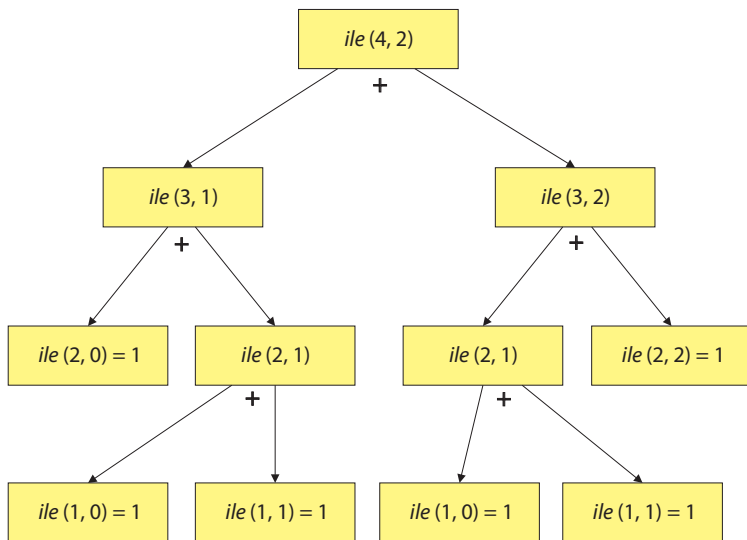 ile (4, 2)
+
ile (3, 1)
ile (3, 2)
+
+
ile (2, 0) = 1
ile (2, 1)
ile (2, 1)
ile (2, 2) = 1
+
+
ile (1, 0) = 1
ile (1, 1) = 1
ile (1, 0) = 1
ile (1, 1) = 1